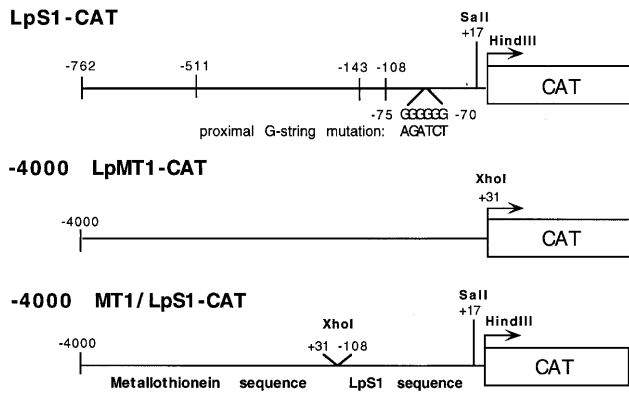 LpS1-CAT
SalI
+17
HindIII
-762
-511
-143 -108
CAT
-75 GGGGGG -70
proximal G-string mutation: AGATCT
-4000 LpMT1-CAT
XhoI
+31
-4000
CAT
-4000 MT1/LpS1-CAT
SalI
+17
HindIII
XhoI
-4000
+31 -108
CAT
Metallothionein sequence LpS1 sequence